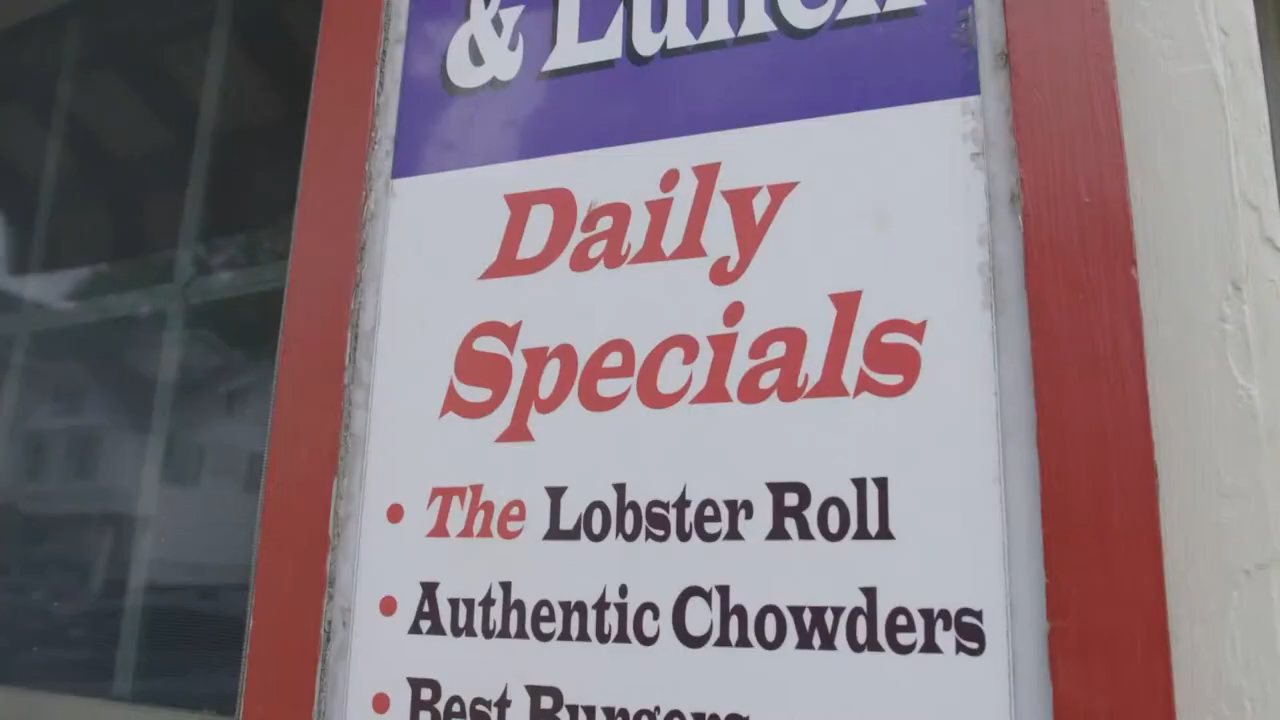 & Lunch
Daily
Specials
• The Lobster Roll
• Authentic Chowders
• Best Burgers